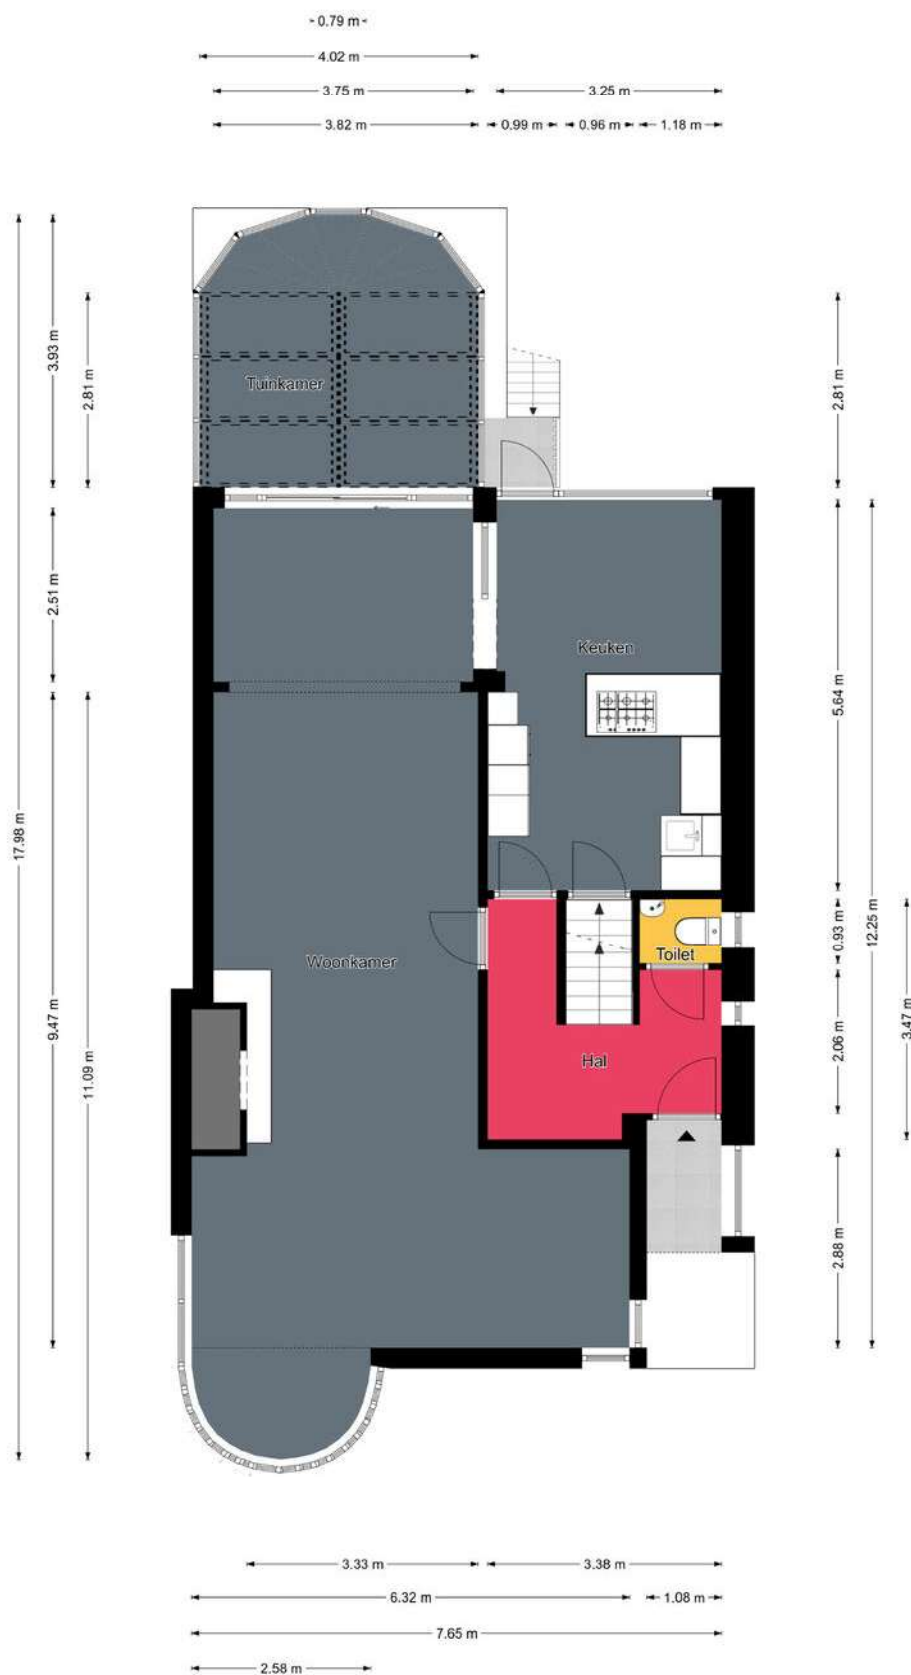 0.79 m
4.02 m
3.75 m
3.25 m
3.82 m
0.99 m
0.96 m
1.18 m
17.98 m
3.93 m
2.81 m
2.81 m
Tuinkamer
2.51 m
Keuken
5.64 m
12.25 m
9.47 m
11.09 m
Woonkamer
Toilet
0.93 m
2.06 m
3.47 m
Hal
2.88 m
3.33 m
3.38 m
6.32 m
1.08 m
7.65 m
2.58 m